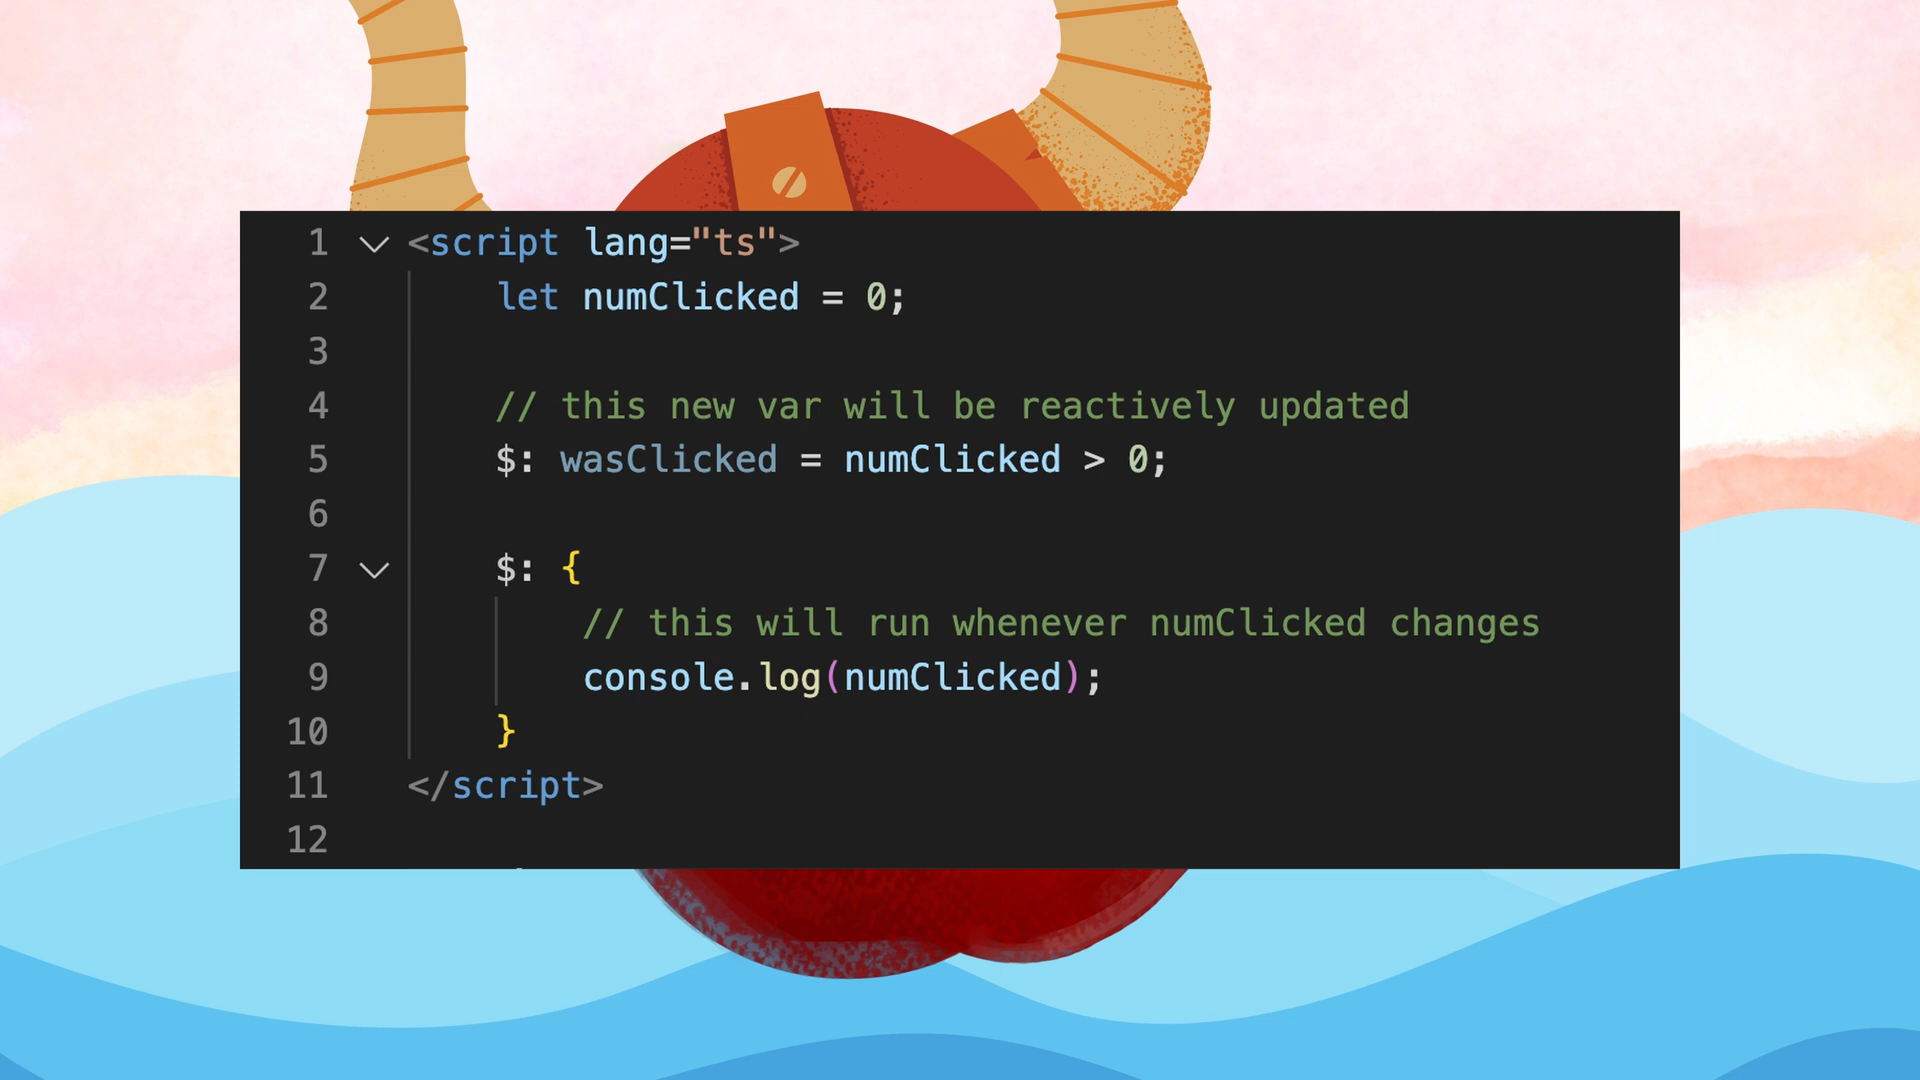 1 <script lang="ts">
2 let numClicked = 0;
3
4 // this new var will be reactively updated
5 $: wasClicked = numClicked > 0;
6
7 $: {
8 // this will run whenever numClicked changes
9 console.log(numClicked);
10 }
11 </script>
12